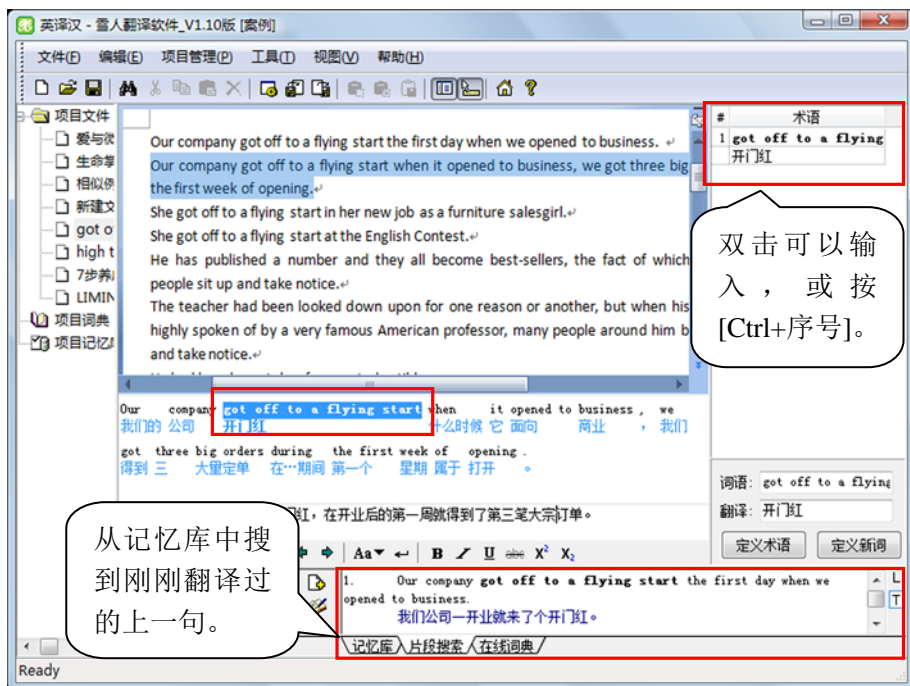 英译汉 - 雪人翻译软件_V1.10版 [案例]
文件(F) 编辑(E) 项目管理(P) 工具(T) 视图(V) 帮助(H)
项目文件
爱与
生命掌
相似例
新建文
got o
high t
7步养
LIMIN
项目词典
项目记忆
Our company got off to a flying start the first day when we opened to business.
Our company got off to a flying start when it opened to business, we got three big
the first week of opening.
She got off to a flying start in her new job as a furniture salesgirl.
She got off to a flying start at the English Contest.
He has published a number and they all become best-sellers, the fact of which
people sit up and take notice.
The teacher had been looked down upon for one reason or another, but when his
highly spoken of by a very famous American professor, many people around him b
and take notice.
# 术语
1 got off to a flying
开门红
双击可以输
入，或按
[Ctrl+序号]。
Our company got off to a flying start when it opened to business, we
我们的 公司 开门红 什么时候 它 面向 商业 ， 我们
got three big orders during the first week of opening.
得到 三 大量定单 在…期间 第一个 星期 属于 打开 。
红，在开业后的第一周就得到了第三笔大宗订单。
词语: got off to a flying
翻译: 开门红
定义术语 定义新词
从记忆库中搜
到刚刚翻译过
的上一句。
Aa B I U abc X² X₂
1. Our company got off to a flying start the first day when we
opened to business.
我们公司一开业就来了个开门红。
L
T
记忆库 片段搜索 在线词典
Ready